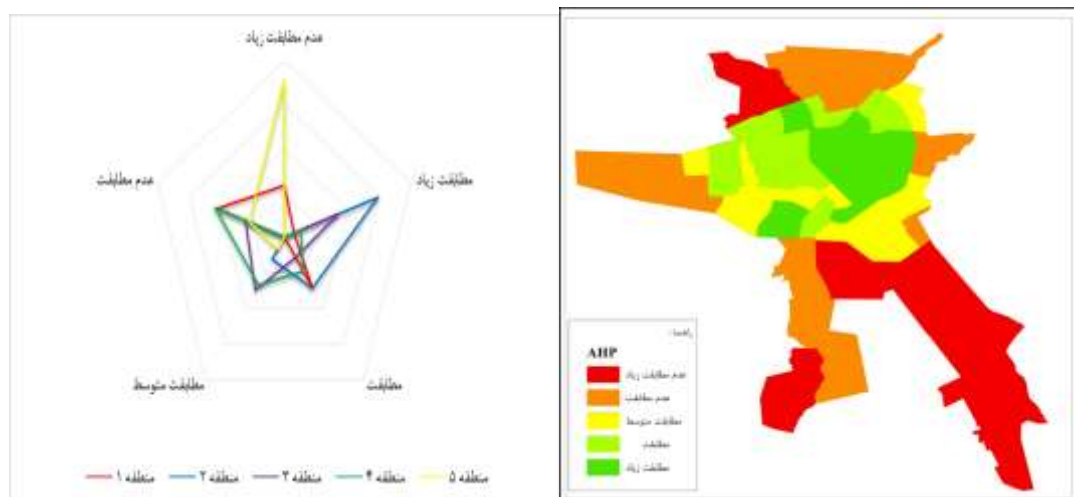 عدم مطابقت زیاد
مطابقت زیاد
مطابقت
مطابقت متوسط
عدم مطابقت
منطقه ۱
منطقه ۲
منطقه ۳
منطقه ۴
منطقه ۵
راهنما
AHP
عدم مطابقت زیاد
عدم مطابقت
مطابقت متوسط
مطابقت
مطابقت زیاد